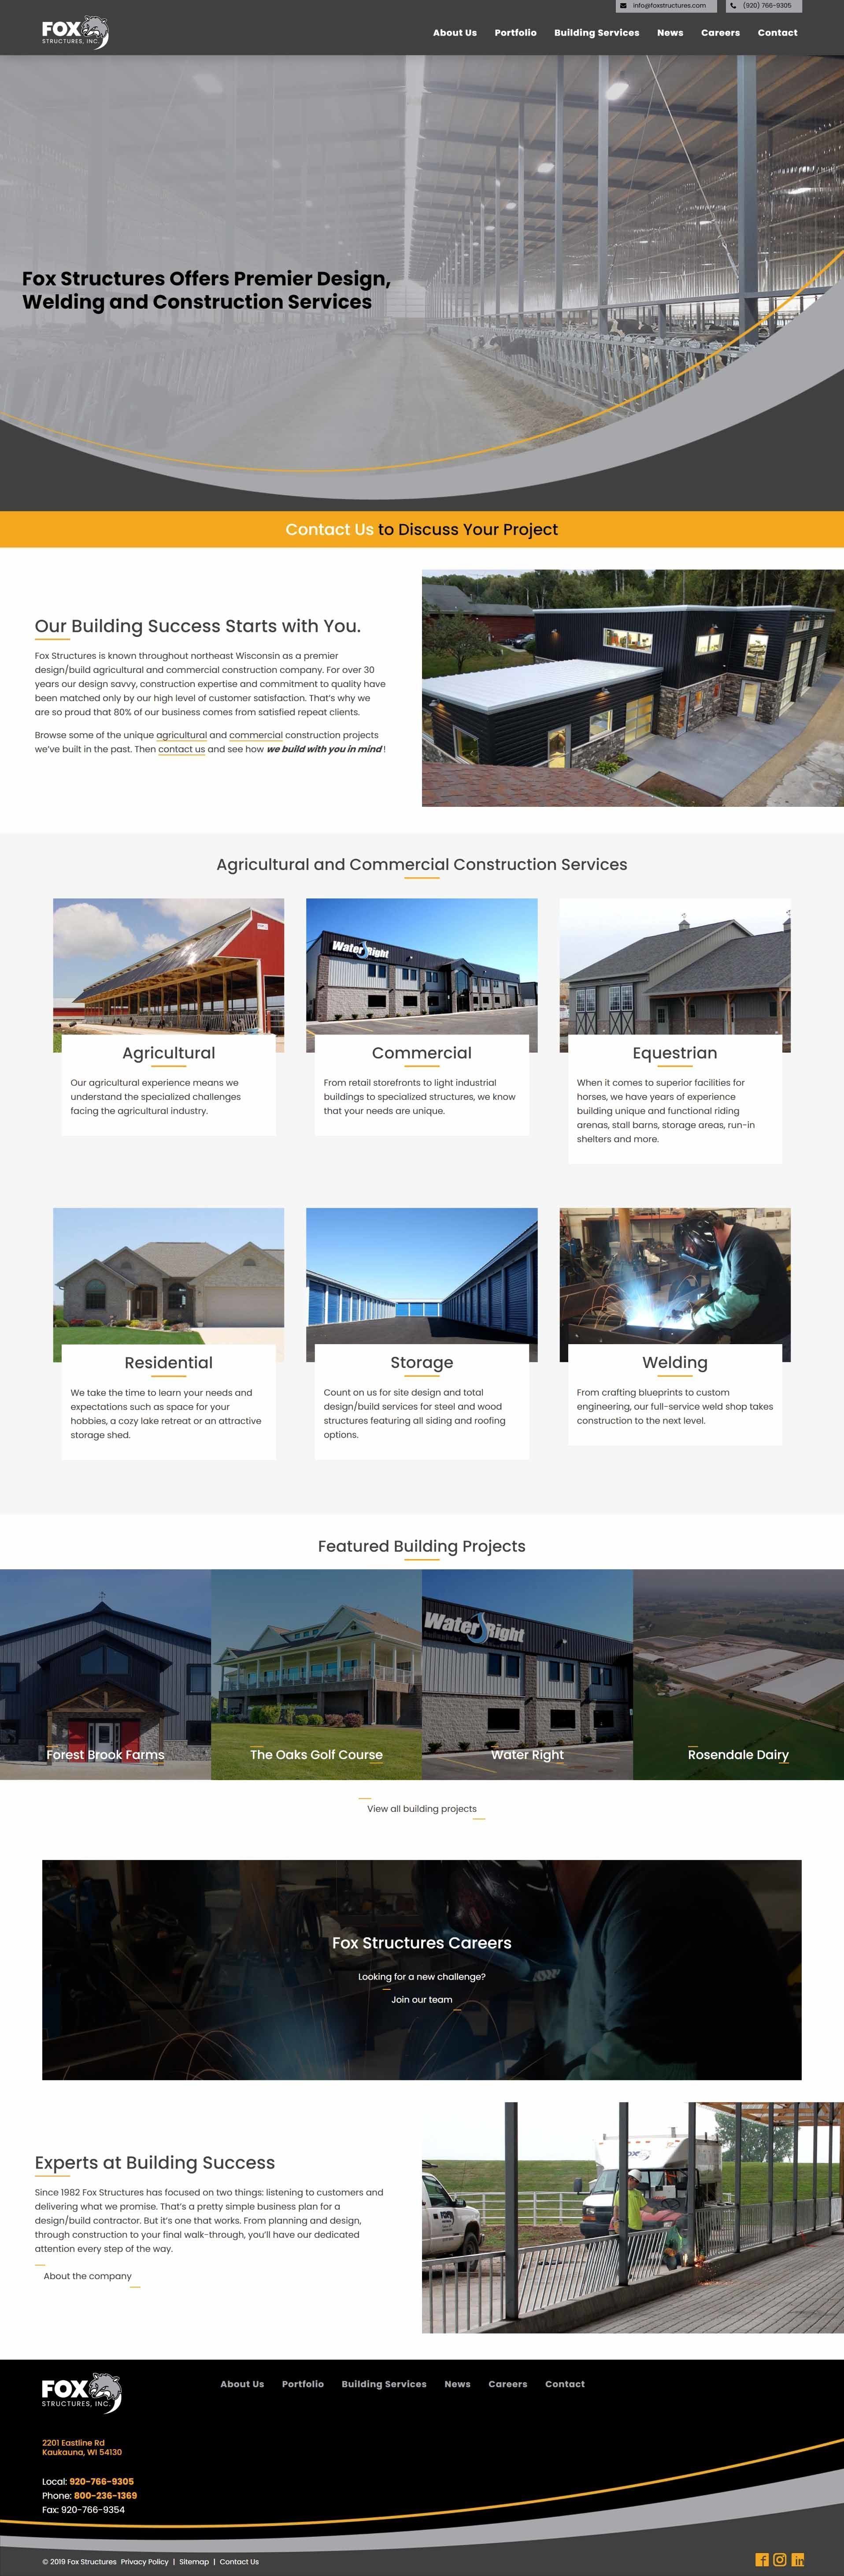 info@foxstructures.com
(920) 766-9305
FOX
STRUCTURES, INC.
About Us
Portfolio
Building Services
News
Careers
Contact
Fox Structures Offers Premier Design,
Welding and Construction Services
Contact Us to Discuss Your Project
Our Building Success Starts with You.
Fox Structures is known throughout northeast Wisconsin as a premier
design/build agricultural and commercial construction company. For over 30
years our design savvy, construction expertise and commitment to quality have
been matched only by our high level of customer satisfaction. That’s why we
are so proud that 80% of our business comes from satisfied repeat clients.
Browse some of the unique agricultural and commercial construction projects
we’ve built in the past. Then contact us and see how we build with you in mind!
Agricultural and Commercial Construction Services
Water Right
Agricultural
Our agricultural experience means we
understand the specialized challenges
facing the agricultural industry.
Commercial
From retail storefronts to light industrial
buildings to specialized structures, we know
that your needs are unique.
Equestrian
When it comes to superior facilities for
horses, we have years of experience
building unique and functional riding
arenas, stall barns, storage areas, run-in
shelters and more.
Residential
We take the time to learn your needs and
expectations such as space for your
hobbies, a cozy lake retreat or an attractive
storage shed.
Storage
Count on us for site design and total
design/build services for steel and wood
structures featuring all siding and roofing
options.
Welding
From crafting blueprints to custom
engineering, our full-service weld shop takes
construction to the next level.
Featured Building Projects
Water Right
Forest Brook Farms
The Oaks Golf Course
Water Right
Rosendale Dairy
View all building projects
Fox Structures Careers
Looking for a new challenge?
Join our team
Experts at Building Success
Since 1982 Fox Structures has focused on two things: listening to customers and
delivering what we promise. That’s a pretty simple business plan for a
design/build contractor. But it’s one that works. From planning and design,
through construction to your final walk-through, you’ll have our dedicated
attention every step of the way.
About the company
FOX
STRUCTURES, INC.
About Us
Portfolio
Building Services
News
Careers
Contact
2201 Eastline Rd
Kaukauna, WI 54130
Local: 920-766-9305
Phone: 800-236-1369
Fax: 920-766-9354
© 2019 Fox Structures Privacy Policy | Sitemap | Contact Us